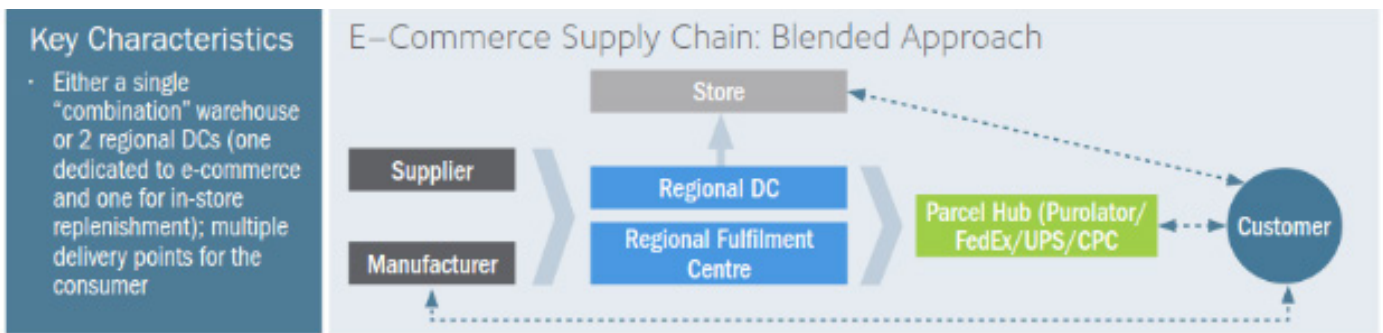 Key Characteristics
· Either a single
“combination” warehouse
or 2 regional DCs (one
dedicated to e-commerce
and one for in-store
replenishment); multiple
delivery points for the
consumer
E–Commerce Supply Chain: Blended Approach
Store
Supplier
Regional DC
Manufacturer
Regional Fulfilment
Centre
Parcel Hub (Purolator/
FedEx/UPS/CPC
Customer